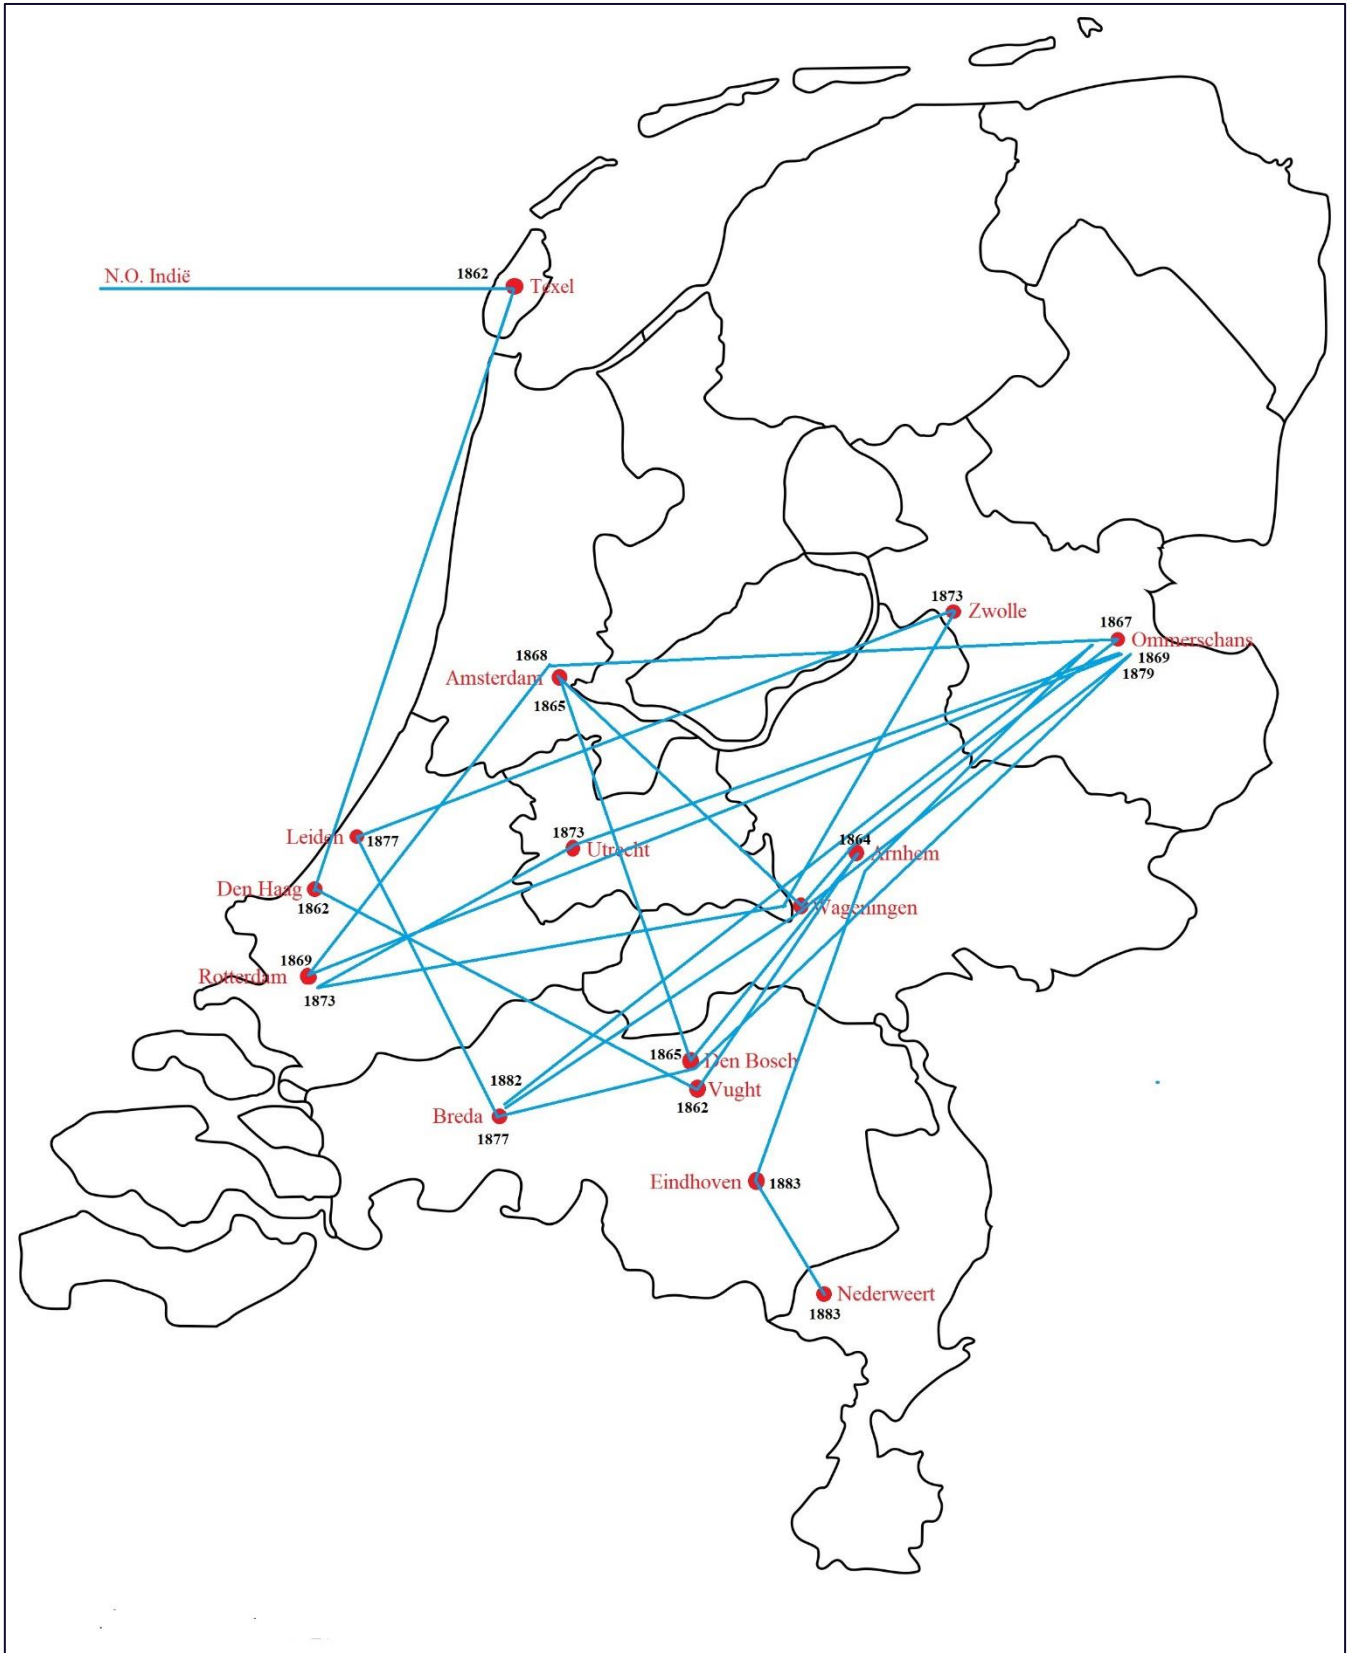 N.O. Indië
1862
Texel
1873
Zwolle
1867
Ommerschans
1869
1879
1868
Amsterdam
1865
Leiden
1877
1873
Utrecht
1864
Arnhem
Den Haag
1862
Wageningen
1869
Rotterdam
1873
1865
Den Bosch
1882
Vught
1862
Breda
1877
Eindhoven
1883
Nederweert
1883